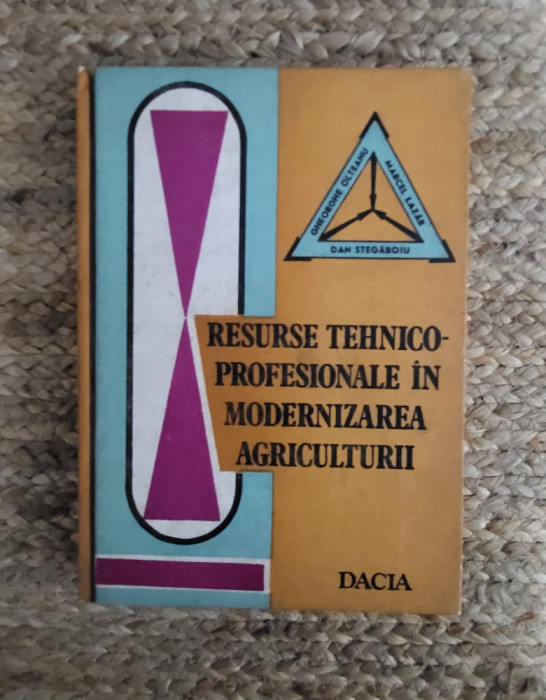 GHEORGHE OLTEANU
MARCEL LAZĂR
DAN STEGĂROIU
RESURSE TEHNICO-
PROFESIONALE ÎN
MODERNIZAREA
AGRICULTURII
DACIA